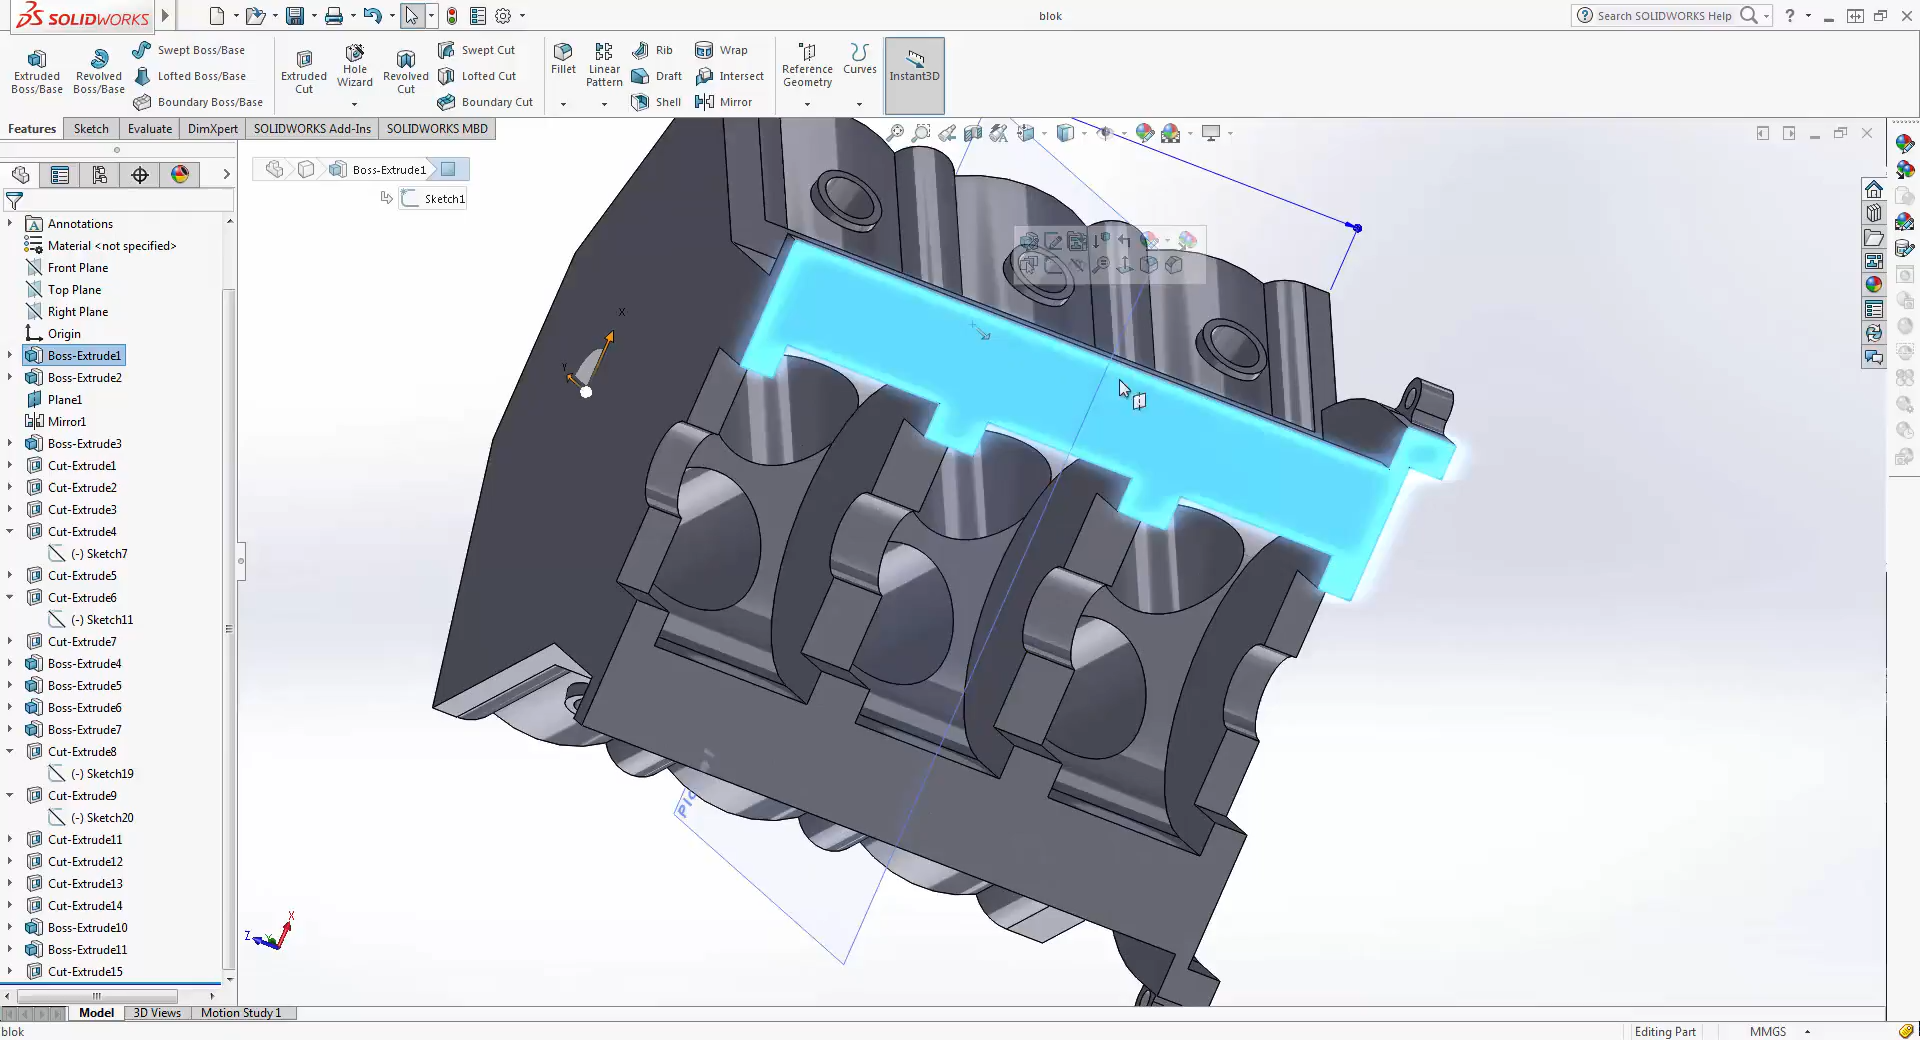 SOLIDWORKS
blok
Search SOLIDWORKS Help
Extruded Boss/Base
Revolved Boss/Base
Swept Boss/Base
Lofted Boss/Base
Boundary Boss/Base
Extruded Cut
Hole Wizard
Revolved Cut
Swept Cut
Lofted Cut
Boundary Cut
Fillet
Linear Pattern
Rib
Draft
Shell
Wrap
Intersect
Mirror
Reference Geometry
Curves
Instant3D
Features
Sketch
Evaluate
DimXpert
SOLIDWORKS Add-Ins
SOLIDWORKS MBD
Boss-Extrude1
Sketch1
Annotations
Material <not specified>
Front Plane
Top Plane
Right Plane
Origin
Boss-Extrude1
Boss-Extrude2
Plane1
Mirror1
Boss-Extrude3
Cut-Extrude1
Cut-Extrude2
Cut-Extrude3
Cut-Extrude4
(-) Sketch7
Cut-Extrude5
Cut-Extrude6
(-) Sketch11
Cut-Extrude7
Boss-Extrude4
Boss-Extrude5
Boss-Extrude6
Boss-Extrude7
Cut-Extrude8
(-) Sketch19
Cut-Extrude9
(-) Sketch20
Cut-Extrude11
Cut-Extrude12
Cut-Extrude13
Cut-Extrude14
Boss-Extrude10
Boss-Extrude11
Cut-Extrude15
X
Y
X
Z
Model
3D Views
Motion Study 1
blok
Editing Part
MMGS